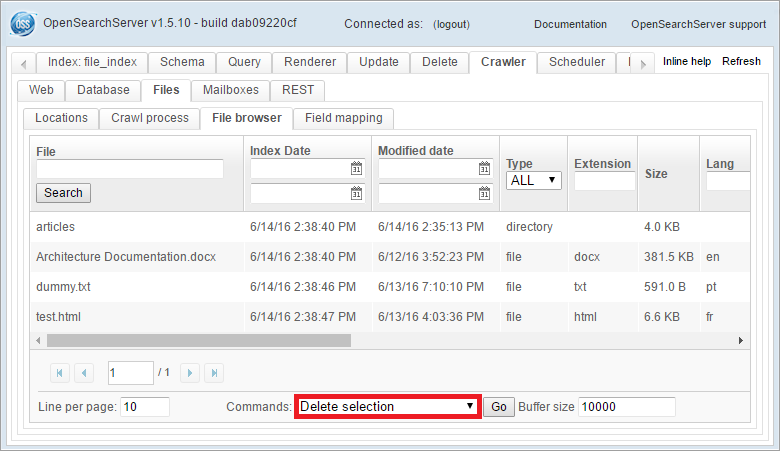 OSS OpenSearchServer v1.5.10 - build dab09220cf Connected as: (logout) Documentation OpenSearchServer support
Index: file_index Schema Query Renderer Update Delete Crawler Scheduler Inline help Refresh
Web Database Files Mailboxes REST
Locations Crawl process File browser Field mapping
File Index Date Modified date Type Extension Size Lang
31 31
ALL
Search 31 31
articles 6/14/16 2:38:40 PM 6/14/16 2:35:13 PM directory 4.0 KB
Architecture Documentation.docx 6/14/16 2:38:40 PM 6/12/16 3:52:23 PM file docx 381.5 KB en
dummy.txt 6/14/16 2:38:46 PM 6/13/16 7:10:10 PM file txt 591.0 B pt
test.html 6/14/16 2:38:47 PM 6/13/16 4:03:36 PM file html 6.6 KB fr
1 / 1
Line per page: 10 Commands: Delete selection Go Buffer size 10000